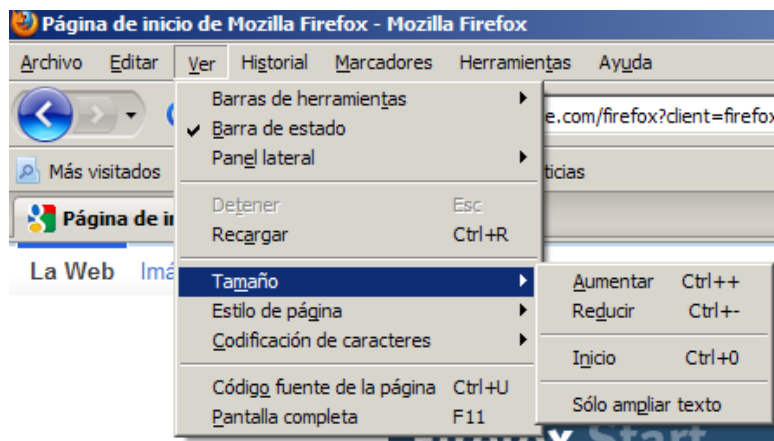 Página de inicio de Mozilla Firefox - Mozilla Firefox
Archivo Editar Ver Historial Marcadores Herramientas Ayuda
Barras de herramientas
e.com/firefox?client=firefox
Barra de estado
Panel lateral
Más visitados
ticias
Detener Esc
Página de in
Recargar Ctrl+R
La Web Imá
Tamaño
Aumentar Ctrl++
Estilo de página
Reducir Ctrl+-
Codificación de caracteres
Inicio Ctrl+0
Código fuente de la página Ctrl+U
Sólo ampliar texto
Pantalla completa F11
Start